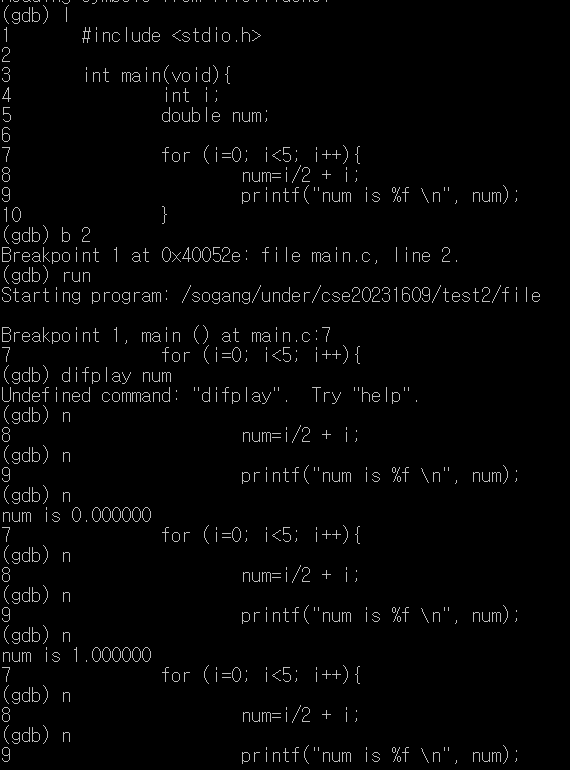 Reading symbols from file...done.
(gdb) l
1 #include <stdio.h>
2
3 int main(void){
4 int i;
5 double num;
6
7 for (i=0; i<5; i++){
8 num=i/2 + i;
9 printf("num is %f \n", num);
10 }
(gdb) b 2
Breakpoint 1 at 0x40052e: file main.c, line 2.
(gdb) run
Starting program: /sogang/under/cse20231609/test2/file
Breakpoint 1, main () at main.c:7
7 for (i=0; i<5; i++){
(gdb) difplay num
Undefined command: "difplay". Try "help".
(gdb) n
8 num=i/2 + i;
(gdb) n
9 printf("num is %f \n", num);
(gdb) n
num is 0.000000
7 for (i=0; i<5; i++){
(gdb) n
8 num=i/2 + i;
(gdb) n
9 printf("num is %f \n", num);
(gdb) n
num is 1.000000
7 for (i=0; i<5; i++){
(gdb) n
8 num=i/2 + i;
(gdb) n
9 printf("num is %f \n", num);